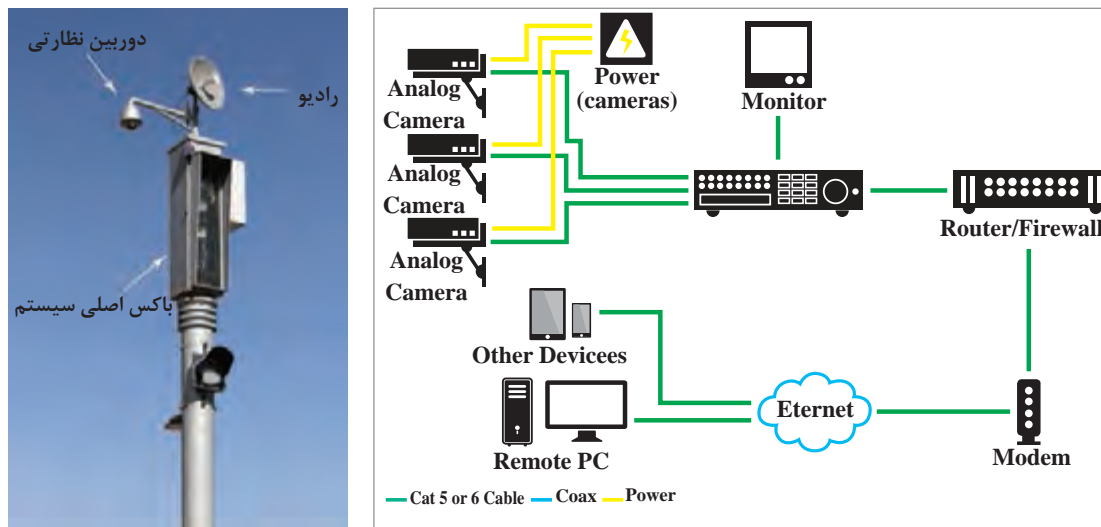 دوربین نظارتی
رادیو
باکس اصلی سیستم
Power
(cameras)
Monitor
Analog
Camera
Analog
Camera
Analog
Camera
Router/Firewall
Other Devicees
Remote PC
Eternet
Modem
Cat 5 or 6 Cable Coax Power